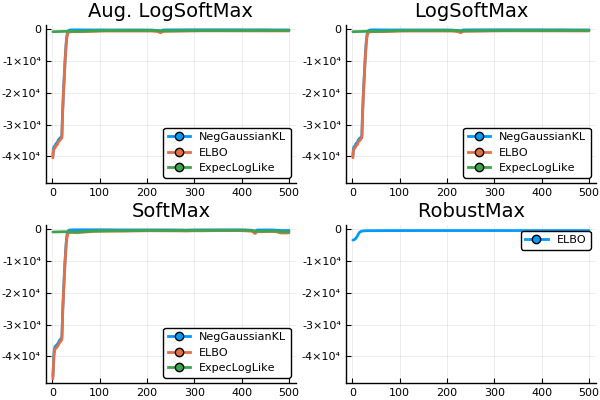 Aug. LogSoftMax
LogSoftMax
0
-1×10⁴
-2×10⁴
-3×10⁴
-4×10⁴
NegGaussianKL
ELBO
ExpecLogLike
0 100 200 300 400 500
0
-1×10⁴
-2×10⁴
-3×10⁴
-4×10⁴
NegGaussianKL
ELBO
ExpecLogLike
0 100 200 300 400 500
SoftMax
RobustMax
0
-1×10⁴
-2×10⁴
-3×10⁴
-4×10⁴
NegGaussianKL
ELBO
ExpecLogLike
0 100 200 300 400 500
0
-1×10⁴
-2×10⁴
-3×10⁴
-4×10⁴
ELBO
0 100 200 300 400 500